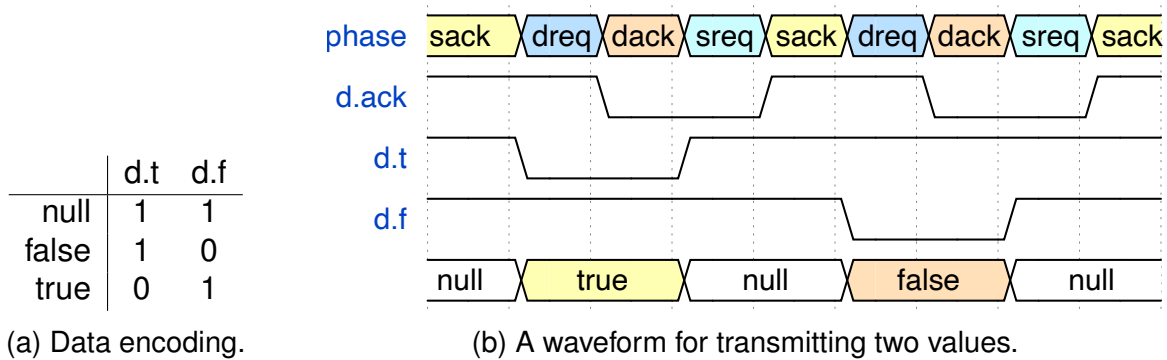 phase sack dreq dack sreq sack dreq dack sreq sack
d.ack
d.t
d.f
null true null false null
d.t d.f
null 1 1
false 1 0
true 0 1
(a) Data encoding.
(b) A waveform for transmitting two values.